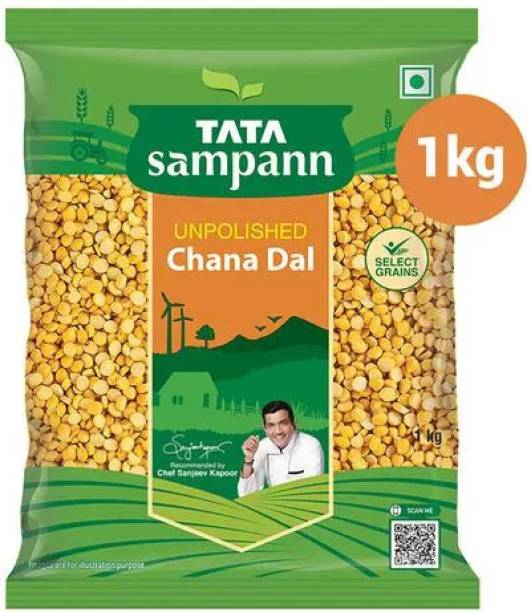 TATA
sampann
1kg
UNPOLISHED
Chana Dal
SELECT
GRAINS
1 kg
Recommended by
Chef Sanjeev Kapoor
SCAN ME
Images are for illustration purpose